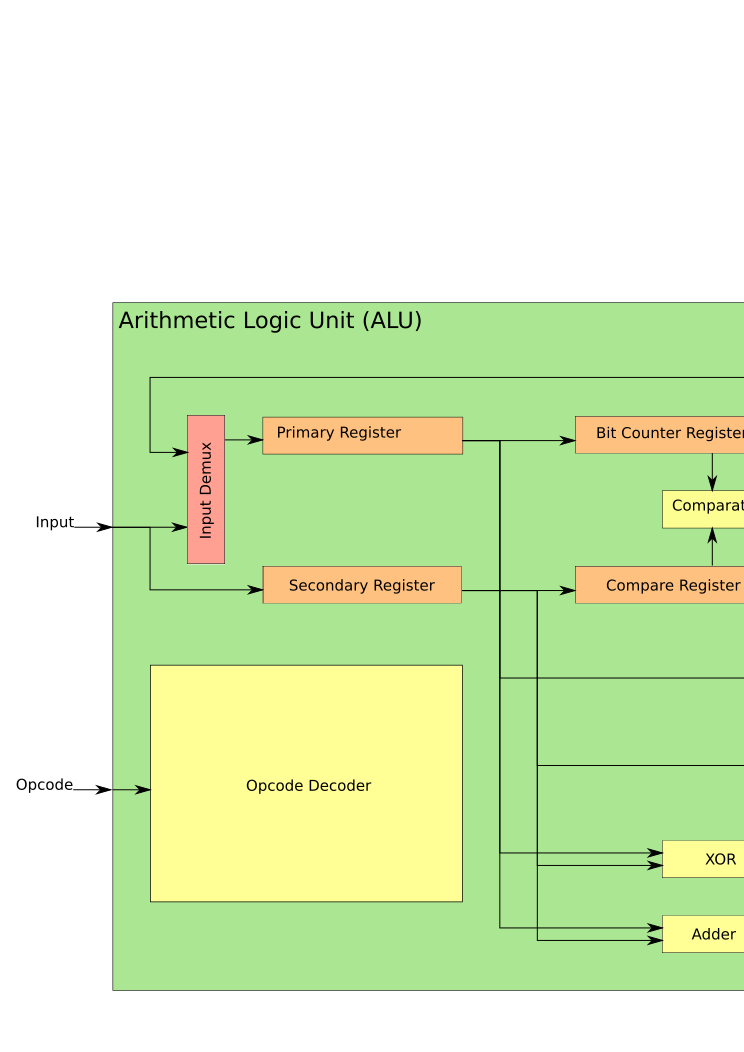 Arithmetic Logic Unit (ALU)
Primary Register
Bit Counter Register
Input Demux
Comparat
Input
Secondary Register
Compare Register
Opcode
Opcode Decoder
XOR
Adder